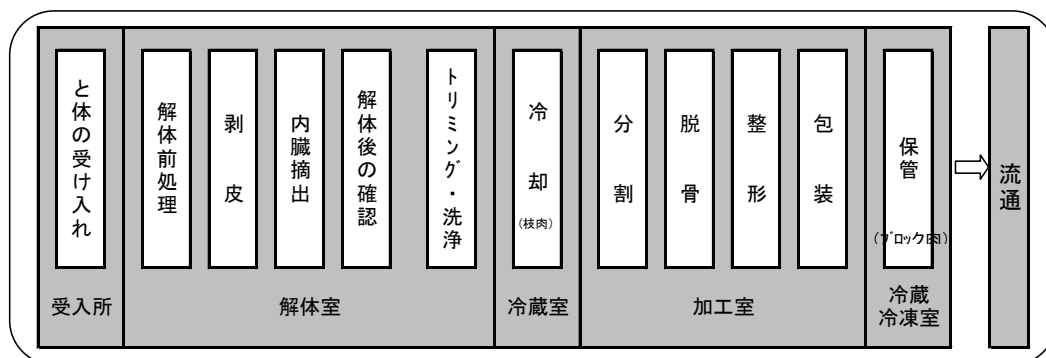 と体の受け入れ
解体前処理
剥皮
内臓摘出
解体後の確認
トリミング・洗浄
冷却
(枝肉)
分割
脱骨
整形
包装
保管
(ブロック肉)
流通
受入所
解体室
冷蔵室
加工室
冷蔵
冷凍室